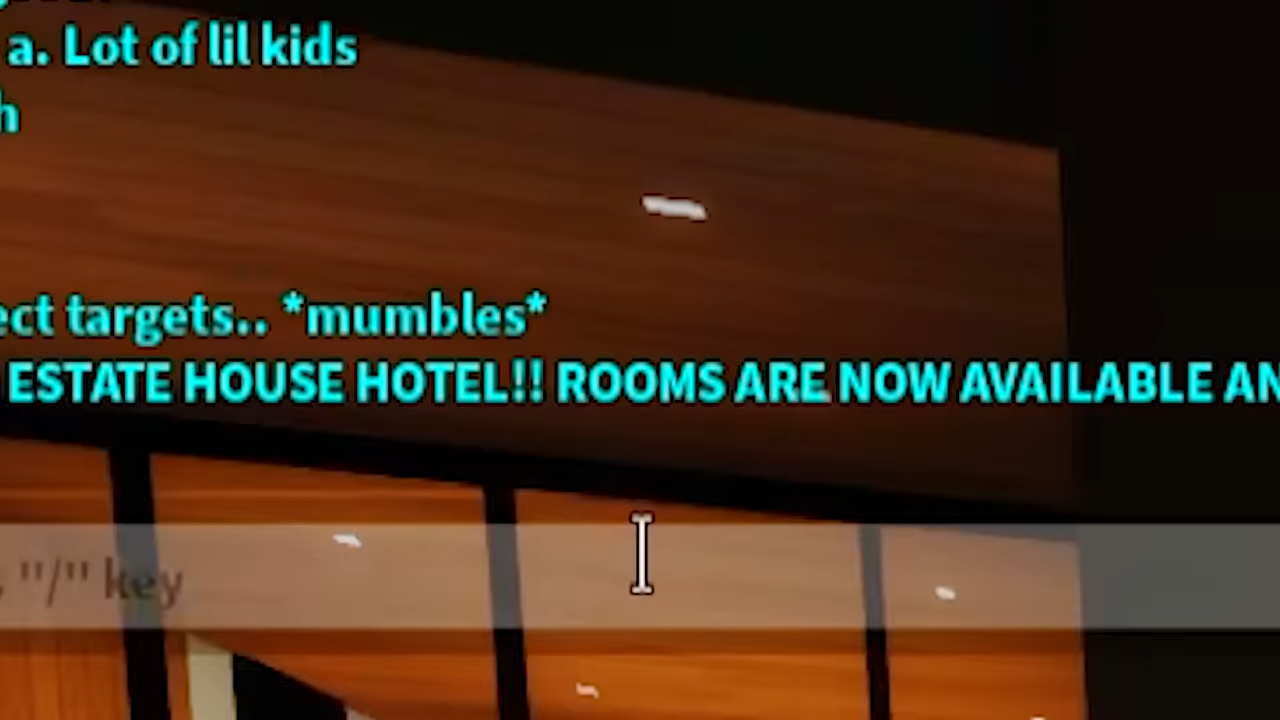 a. Lot of lil kids
h
ect targets.. *mumbles*
ESTATE HOUSE HOTEL!! ROOMS ARE NOW AVAILABLE AN
"/" key